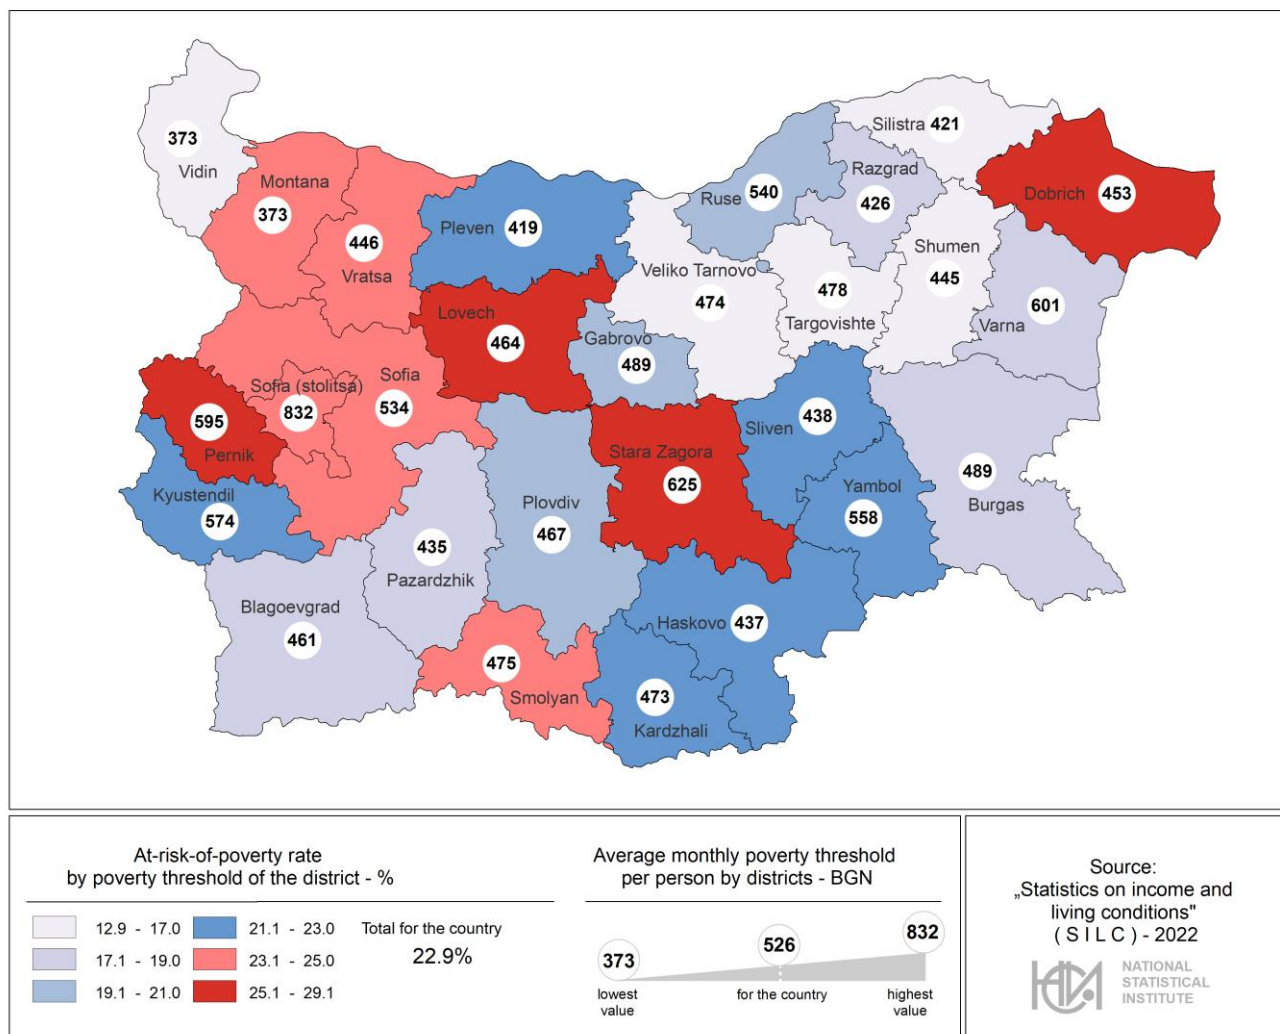 373
Vidin
Montana
373
446
Vratsa
Pleven
419
Lovech
464
Gabrovo
489
Veliko Tarnovo
474
Ruse
540
Silistra
421
Razgrad
426
Dobrich
453
Shumen
445
478
Targovishte
601
Varna
Sofia (stolitsa)
832
Sofia
534
595
Pernik
Kyustendil
574
Blagoevgrad
461
435
Pazardzhik
Plovdiv
467
Stara Zagora
625
438
Sliven
Yambol
558
489
Burgas
Haskovo
437
475
Smolyan
473
Kardzhali
At-risk-of-poverty rate
by poverty threshold of the district - %
12.9 - 17.0
17.1 - 19.0
19.1 - 21.0
21.1 - 23.0
23.1 - 25.0
25.1 - 29.1
Total for the country
22.9%
Average monthly poverty threshold
per person by districts - BGN
373
lowest
value
526
for the country
832
highest
value
Source:
„Statistics on income and
living conditions"
( S I L C ) - 2022
НСИ
NATIONAL
STATISTICAL
INSTITUTE